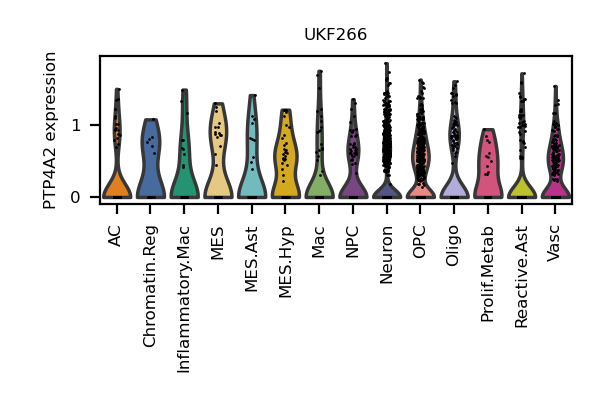 UKF266
PTP4A2 expression
1
0
AC
Chromatin.Reg
Inflammatory.Mac
MES
MES.Ast
MES.Hyp
Mac
NPC
Neuron
OPC
Oligo
Prolif.Metab
Reactive.Ast
Vasc